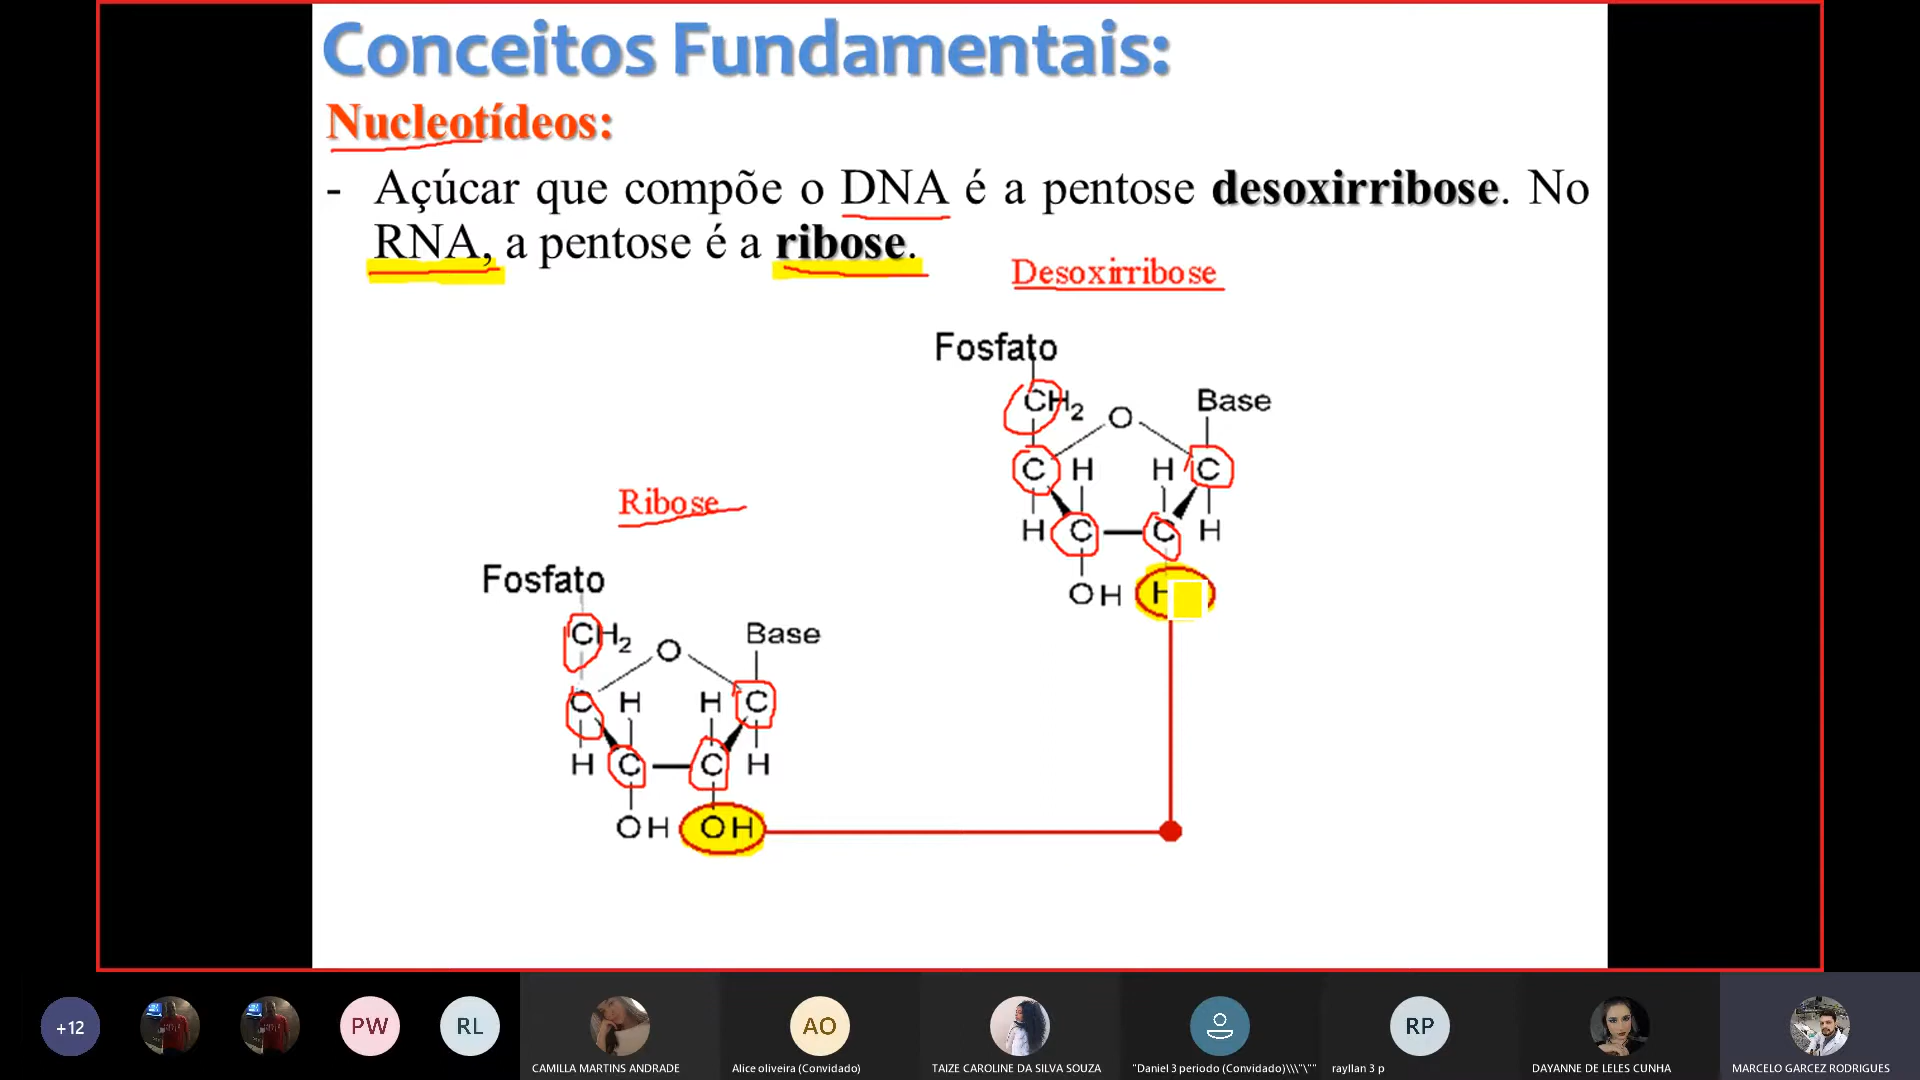 Conceitos Fundamentais:
Nucleotídeos:
- Açúcar que compõe o DNA é a pentose desoxirribose. No
RNA, a pentose é a ribose.
Desoxirribose
Fosfato
CH2 O Base
C H H C
H C C H
OH H
Ribose
Fosfato
CH2 O Base
C H H C
H C C H
OH OH
+12
PW
RL
AO
RP
CAMILLA MARTINS ANDRADE
Alice oliveira (Convidado)
TAIZE CAROLINE DA SILVA SOUZA
"Daniel 3 periodo (Convidado)\\\"\""
rayllan 3 p
DAYANNE DE LELES CUNHA
MARCELO GARCEZ RODRIGUES